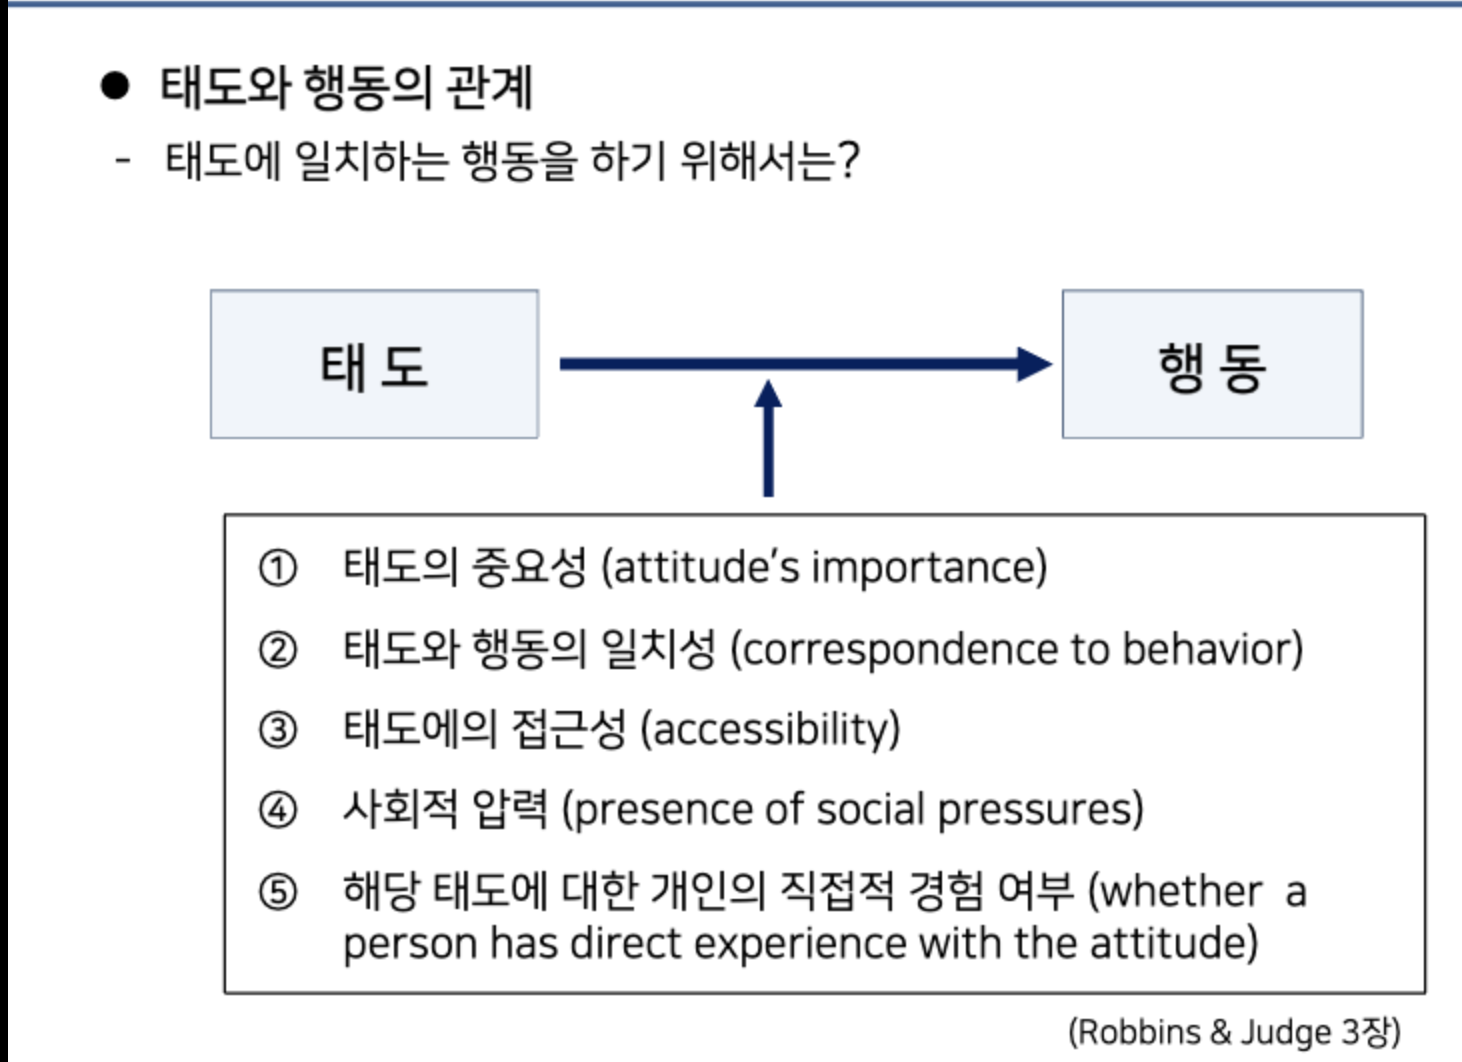 ● 태도와 행동의 관계
- 태도에 일치하는 행동을 하기 위해서는?
태 도
행 동
① 태도의 중요성 (attitude’s importance)
② 태도와 행동의 일치성 (correspondence to behavior)
③ 태도에의 접근성 (accessibility)
④ 사회적 압력 (presence of social pressures)
⑤ 해당 태도에 대한 개인의 직접적 경험 여부 (whether a
person has direct experience with the attitude)
(Robbins & Judge 3장)